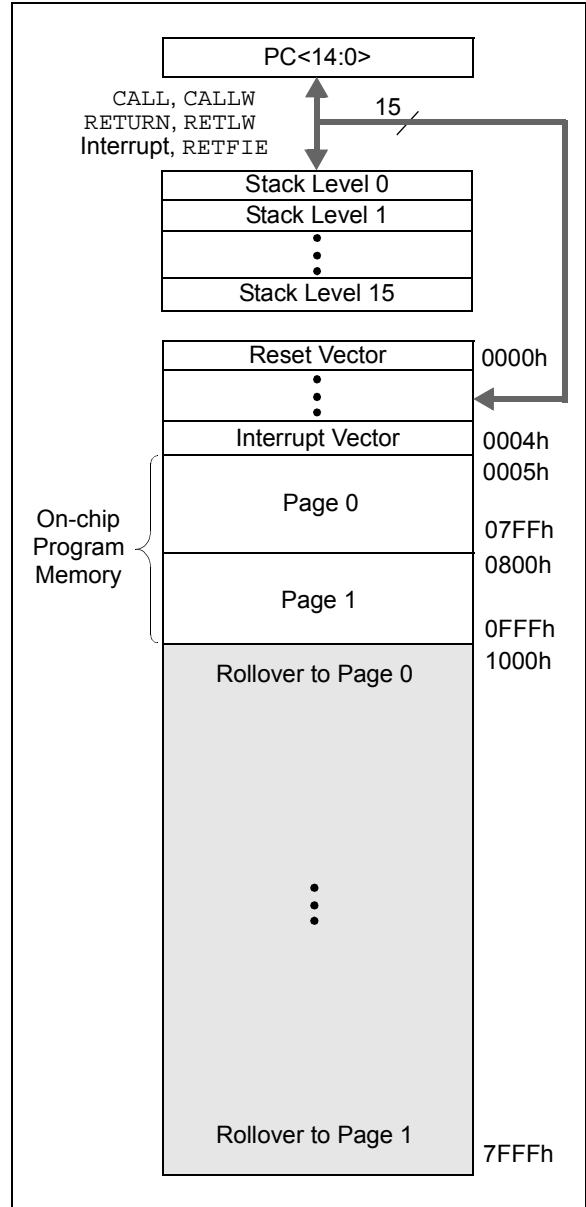 PC<14:0>
CALL, CALLW
RETURN, RETLW
Interrupt, RETFIE
15
Stack Level 0
Stack Level 1
Stack Level 15
Reset Vector
0000h
Interrupt Vector
0004h
0005h
On-chip
Program
Memory
Page 0
07FFh
0800h
Page 1
0FFFh
1000h
Rollover to Page 0
Rollover to Page 1
7FFFh